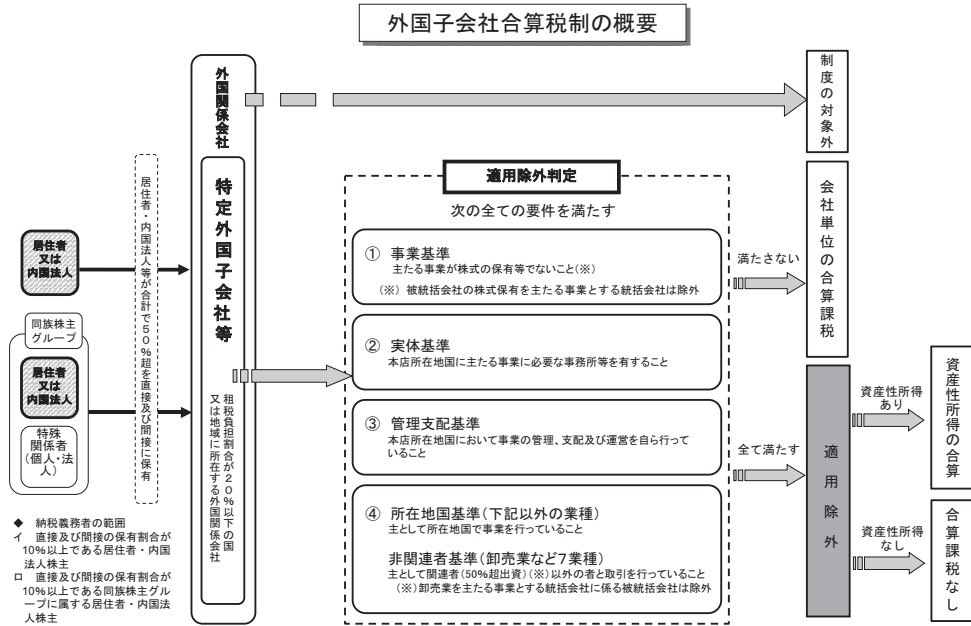 外国子会社合算税制の概要
外国関係会社
制度の対象外
居住者・内国法人等が合計で50%超を直接及び間接に保有
特定外国子会社等
租税負担割合が20%以下の国
又は地域に所在する外国関係会社
居住者
又は
内国法人
同族株主
グループ
居住者
又は
内国法人
特殊
関係者
(個人・法
人)
◆ 納税義務者の範囲
イ 直接及び間接の保有割合が
10%以上である居住者・内国
法人株主
ロ 直接及び間接の保有割合が
10%以上である同族株主グル
ープに属する居住者・内国法
人株主
適用除外判定
次の全ての要件を満たす
① 事業基準
主たる事業が株式の保有等でないこと(※)
(※) 被統括会社の株式保有を主たる事業とする統括会社は除外
② 実体基準
本店所在地国に主たる事業に必要な事務所等を有すること
③ 管理支配基準
本店所在地国において事業の管理、支配及び運営を自ら行って
いること
④ 所在地国基準(下記以外の業種)
主として所在地国で事業を行っていること
非関連者基準(卸売業など7業種)
主として関連者(50%超出資)(※)以外の者と取引を行っていること
(※)卸売業を主たる事業とする統括会社に係る被統括会社は除外
満たさない
会社単位の合算課税
全て満たす
適用除外
資産性所得
あり
資産性所得の合算
資産性所得
なし
合算課税なし